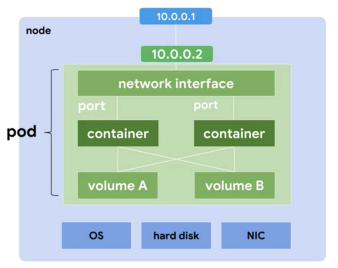 10.0.0.1
node
10.0.0.2
network interface
port port
pod
container container
volume A volume B
OS hard disk NIC